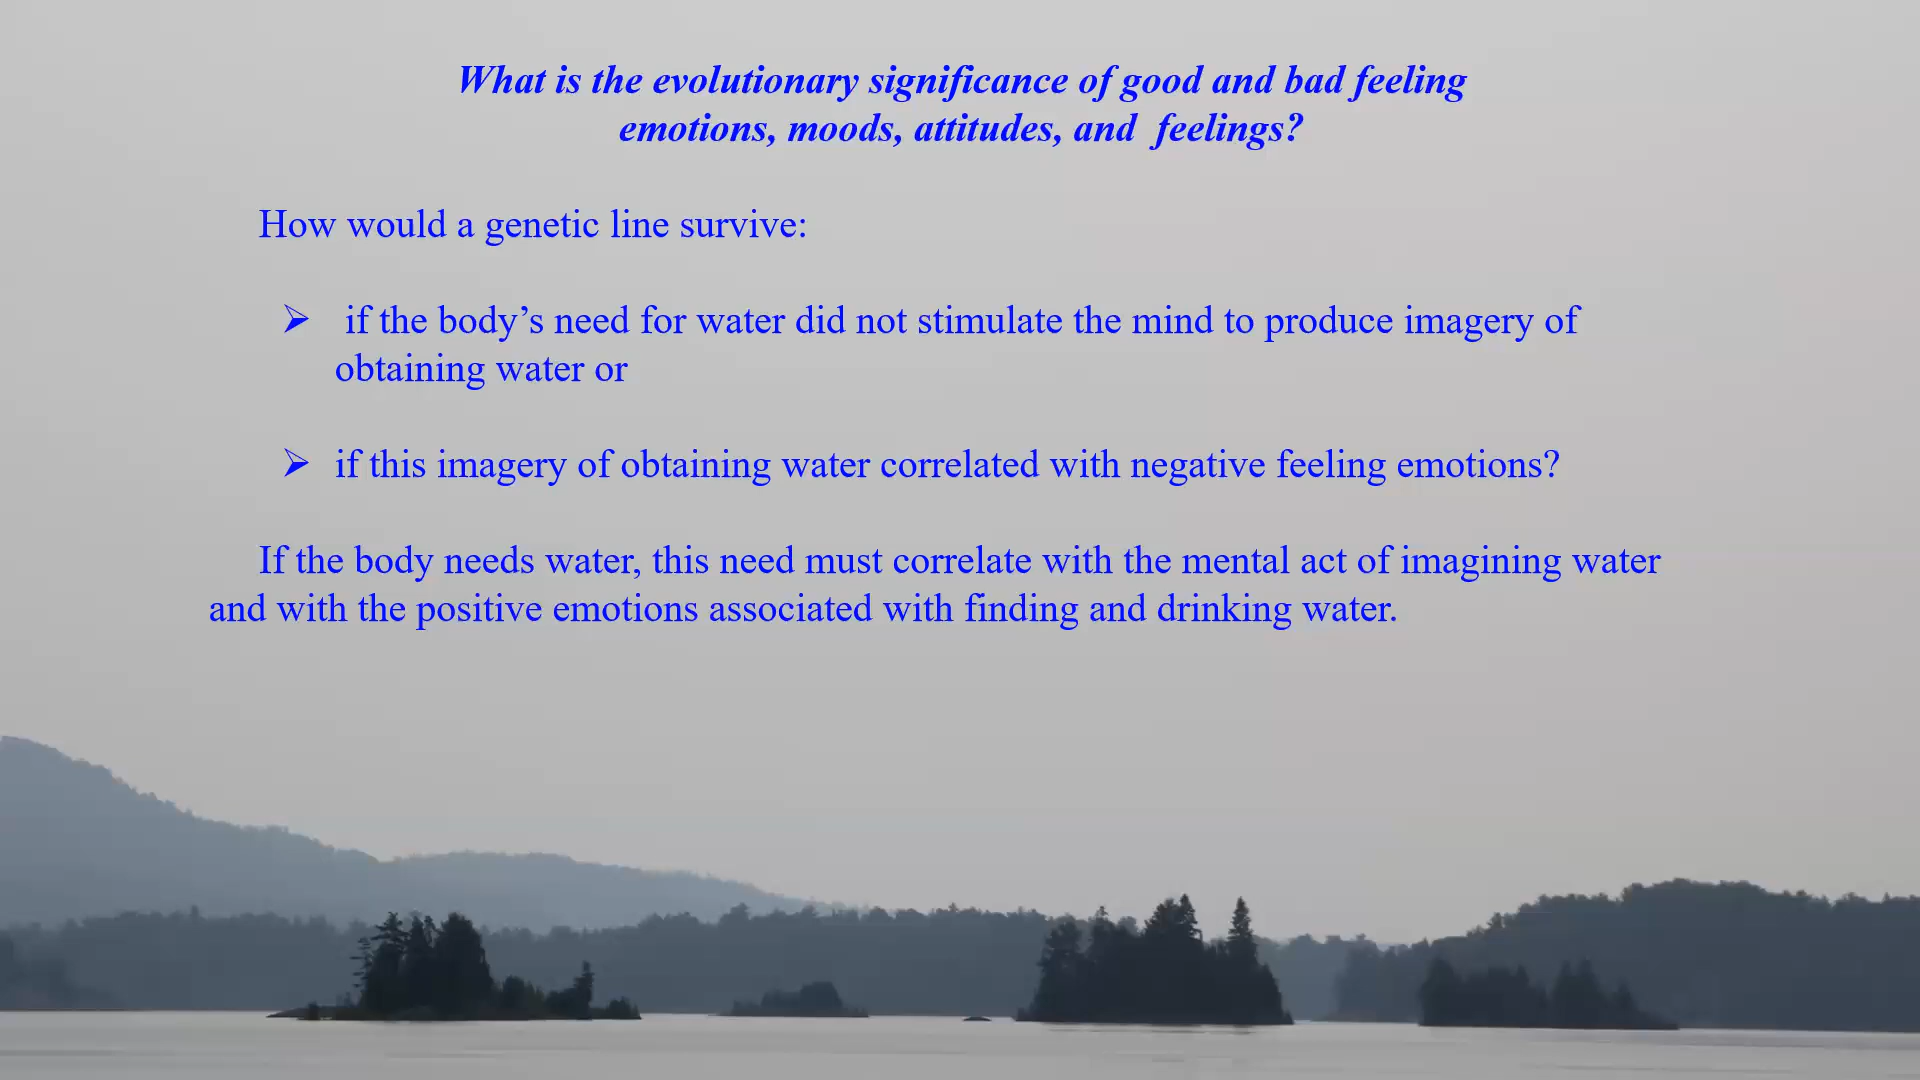 What is the evolutionary significance of good and bad feeling
emotions, moods, attitudes, and  feelings?
How would a genetic line survive:
➢ if the body’s need for water did not stimulate the mind to produce imagery of
obtaining water or
➢ if this imagery of obtaining water correlated with negative feeling emotions?
If the body needs water, this need must correlate with the mental act of imagining water
and with the positive emotions associated with finding and drinking water.